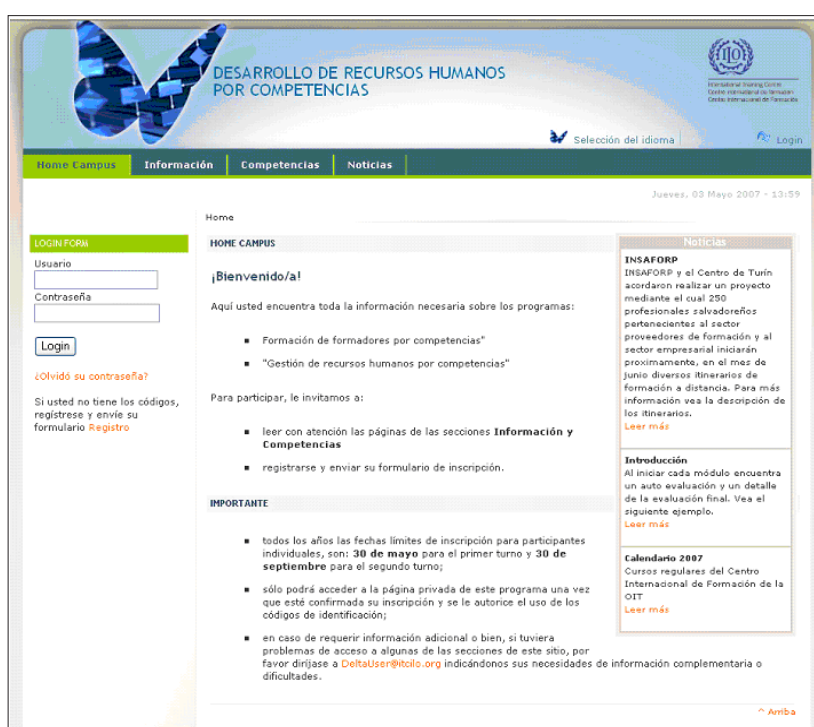 DESARROLLO DE RECURSOS HUMANOS
POR COMPETENCIAS
International Training Centre
Centre international de formation
Centro Internacional de Formación
Selección del idioma
Login
Home Campus
Información
Competencias
Noticias
Jueves, 03 Mayo 2007 - 13:59
Home
LOGIN FORM
Usuario
Contraseña
Login
¿Olvidó su contraseña?
Si usted no tiene los códigos,
regístrese y envíe su
formulario Registro
HOME CAMPUS
¡Bienvenido/a!
Aquí usted encuentra toda la información necesaria sobre los programas:
Formación de formadores por competencias"
"Gestión de recursos humanos por competencias"
Para participar, le invitamos a:
leer con atención las páginas de las secciones Información y
Competencias
registrarse y enviar su formulario de inscripción.
IMPORTANTE
todos los años las fechas límites de inscripción para participantes
individuales, son: 30 de mayo para el primer turno y 30 de
septiembre para el segundo turno;
sólo podrá acceder a la página privada de este programa una vez
que esté confirmada su inscripción y se le autorice el uso de los
códigos de identificación;
en caso de requerir información adicional o bien, si tuviera
problemas de acceso a algunas de las secciones de este sitio, por
favor diríjase a DeltaUser@itcilo.org indicándonos sus necesidades de información complementaria o
dificultades.
Noticias
INSAFORP
INSAFORP y el Centro de Turín
acordaron realizar un proyecto
mediante el cual 250
profesionales salvadoreños
pertenecientes al sector
proveedores de formación y al
sector empresarial iniciarán
proximamente, en el mes de
junio diversos itinerarios de
formación a distancia. Para más
información vea la descripción de
los itinerarios.
Leer más
Introducción
Al iniciar cada módulo encuentra
un auto evaluación y un detalle
de la evaluación final. Vea el
siguiente ejemplo.
Leer más
Calendario 2007
Cursos regulares del Centro
Internacional de Formación de la
OIT
Leer más
^ Arriba